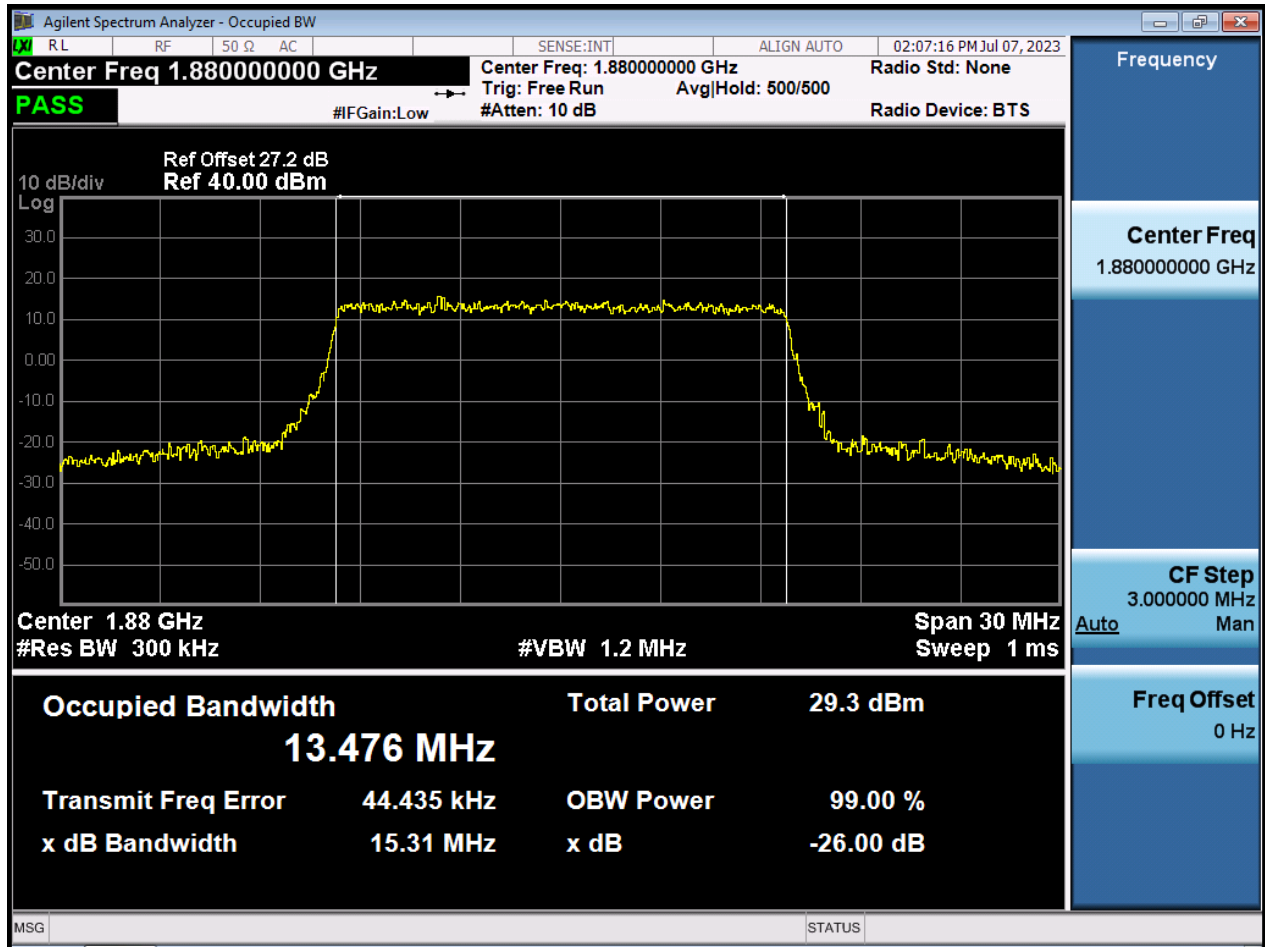 Agilent Spectrum Analyzer - Occupied BW
LXI RL RF 50 Ω AC SENSE:INT ALIGN AUTO 02:07:16 PM Jul 07, 2023
Center Freq 1.880000000 GHz
PASS
#IFGain:Low
Center Freq: 1.880000000 GHz
Trig: Free Run Avg|Hold: 500/500
#Atten: 10 dB
Radio Std: None
Radio Device: BTS
Ref Offset 27.2 dB
10 dB/div Ref 40.00 dBm
Log
30.0
20.0
10.0
0.00
-10.0
-20.0
-30.0
-40.0
-50.0
Center 1.88 GHz Span 30 MHz
#Res BW 300 kHz #VBW 1.2 MHz Sweep 1 ms
Occupied Bandwidth Total Power 29.3 dBm
13.476 MHz
Transmit Freq Error 44.435 kHz OBW Power 99.00 %
x dB Bandwidth 15.31 MHz x dB -26.00 dB
MSG STATUS
Frequency
Center Freq
1.880000000 GHz
CF Step
3.000000 MHz
Auto Man
Freq Offset
0 Hz